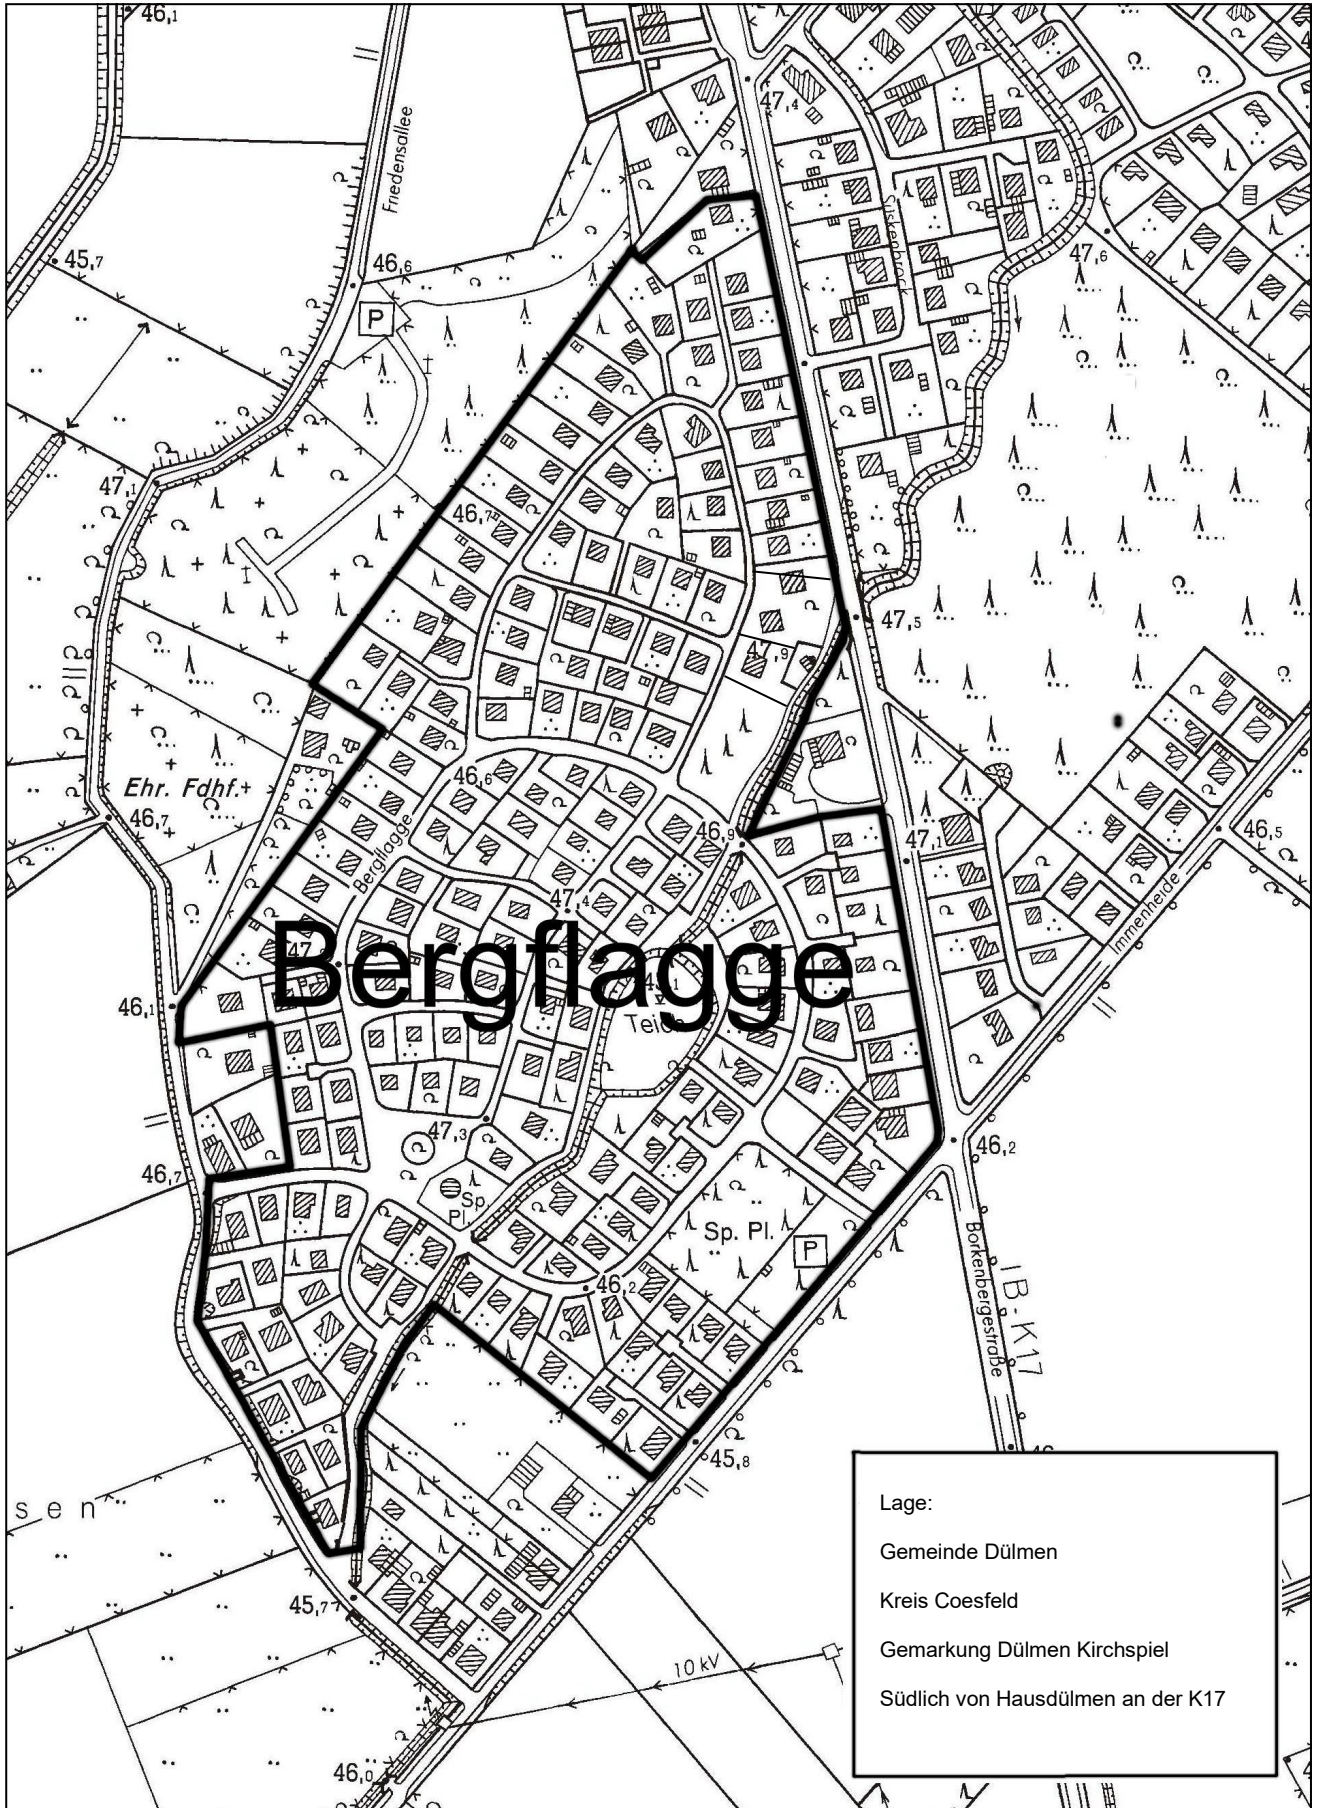 46,1
Friedensallee
47,4
Süskenbrock
45,7
46,6
P
47,6
47,1
46,7
47,5
47,9
Ehr. Fdhf.
46,6
46,7
Bergflagge
46,9
47,1
46,5
47,4
Immenheide
Bergflagge
46,1
47,3
46,2
46,7
Sp.
Pl.
Sp. Pl.
P
46,2
Borkenbergestraße
IB-K17
45,8
sen
45,7
10 kV
46,0
Lage:
Gemeinde Dülmen
Kreis Coesfeld
Gemarkung Dülmen Kirchspiel
Südlich von Hausdülmen an der K17